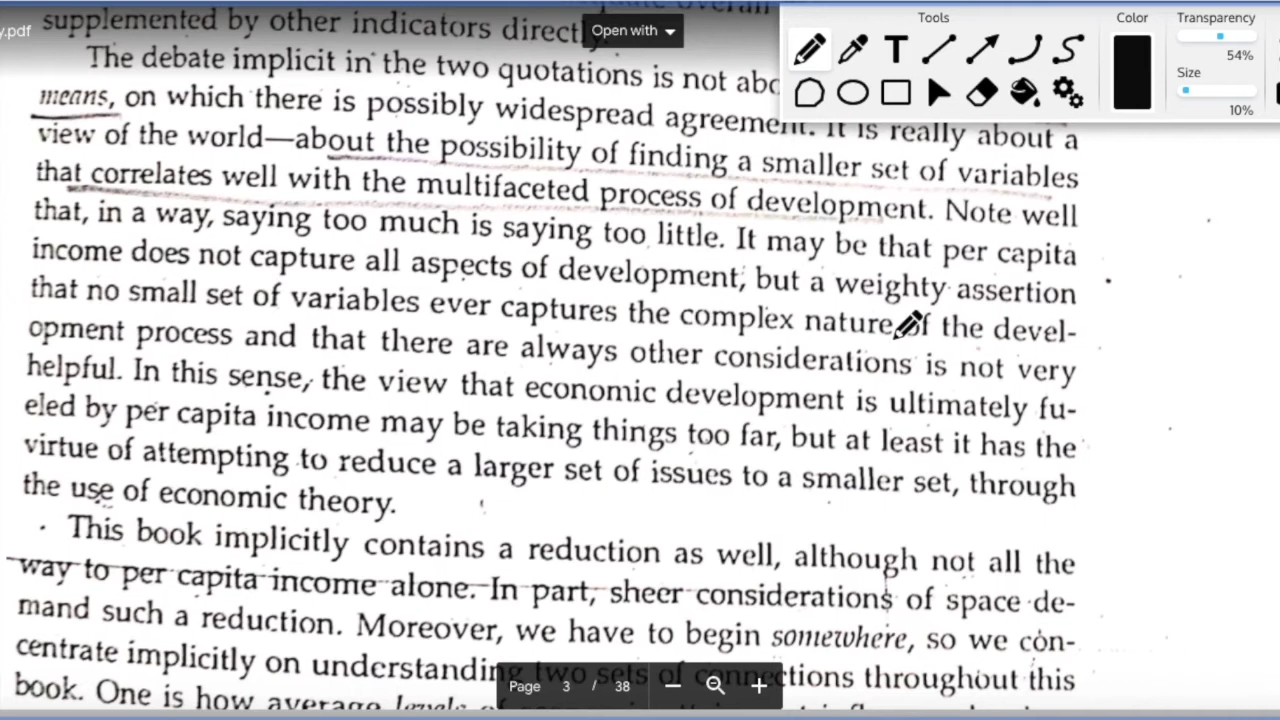 supplemented by other indicators directly.
The debate implicit in the two quotations is not abo
means, on which there is possibly widespread agreement. It is really about a
view of the world—about the possibility of finding a smaller set of variables
that correlates well with the multifaceted process of development. Note well
that, in a way, saying too much is saying too little. It may be that per capita
income does not capture all aspects of development, but a weighty assertion
that no small set of variables ever captures the complex nature of the devel-
opment process and that there are always other considerations is not very
helpful. In this sense, the view that economic development is ultimately fu-
eled by per capita income may be taking things too far, but at least it has the
virtue of attempting to reduce a larger set of issues to a smaller set, through
the use of economic theory.
This book implicitly contains a reduction as well, although not all the
way to per capita income alone. In part, sheer considerations of space de-
mand such a reduction. Moreover, we have to begin somewhere, so we con-
centrate implicitly on understanding two sets of connections throughout this
book. One is how average levels of
y.pdf
Open with
Tools
Color
Transparency
54%
Size
10%
T
Page 3 / 38